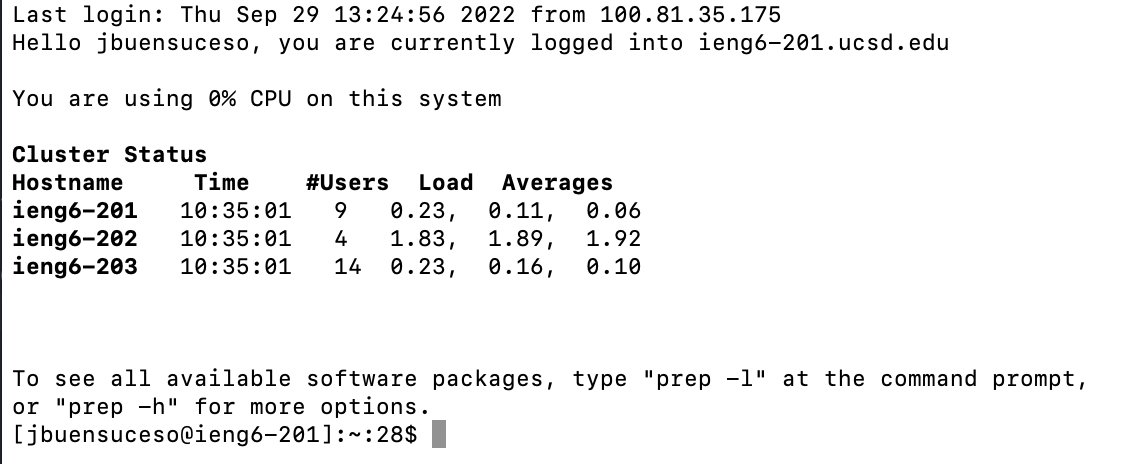 Last login: Thu Sep 29 13:24:56 2022 from 100.81.35.175
Hello jbuensuceso, you are currently logged into ieng6-201.ucsd.edu
You are using 0% CPU on this system
Cluster Status
Hostname     Time    #Users  Load  Averages
ieng6-201   10:35:01   9   0.23,  0.11,  0.06
ieng6-202   10:35:01   4   1.83,  1.89,  1.92
ieng6-203   10:35:01   14  0.23,  0.16,  0.10
To see all available software packages, type "prep -l" at the command prompt,
or "prep -h" for more options.
[jbuensuceso@ieng6-201]:~:28$